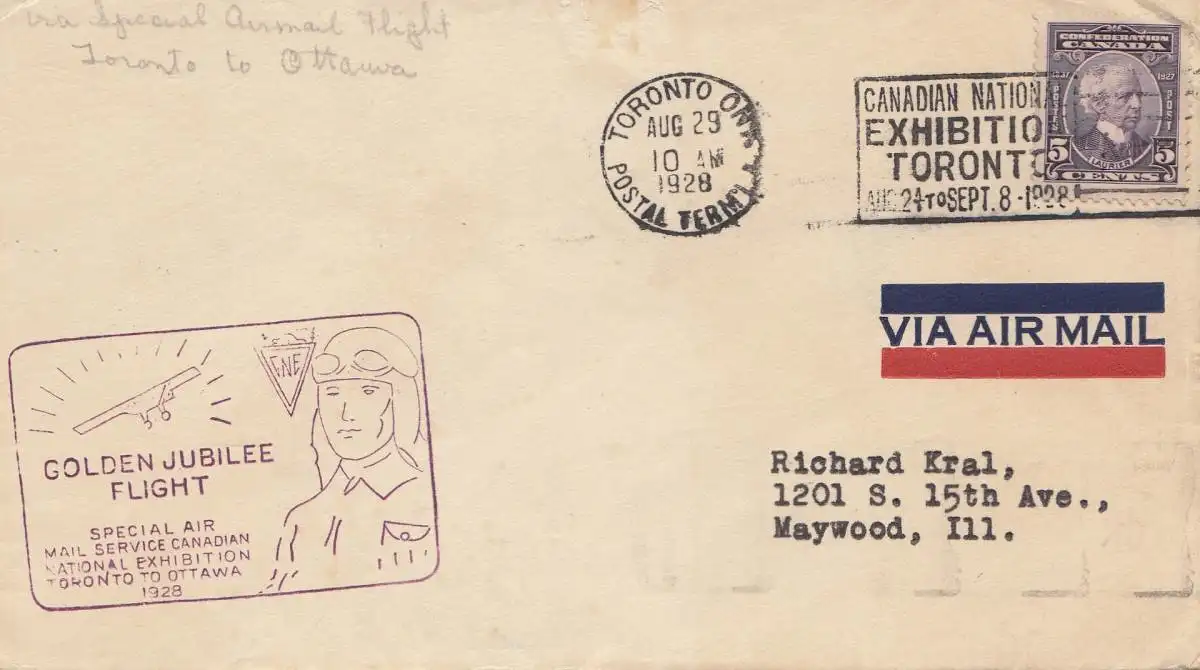 via Special Airmail Flight
Toronto to Ottawa
TORONTO ONT.
AUG 29
10 AM
1928
POSTAL TERM'L A
CANADIAN NATIONA
EXHIBITIO
TORONTO
AUG. 24 TO SEPT. 8 - 1928
CONFEDERATION
CANADA
1927
POSTES
POST
LAURIER
5 5
CENTS
VIA AIR MAIL
CNE
GOLDEN JUBILEE
FLIGHT
SPECIAL AIR
MAIL SERVICE CANADIAN
NATIONAL EXHIBITION
TORONTO TO OTTAWA
1928
Richard Kral,
1201 S. 15th Ave.,
Maywood, Ill.